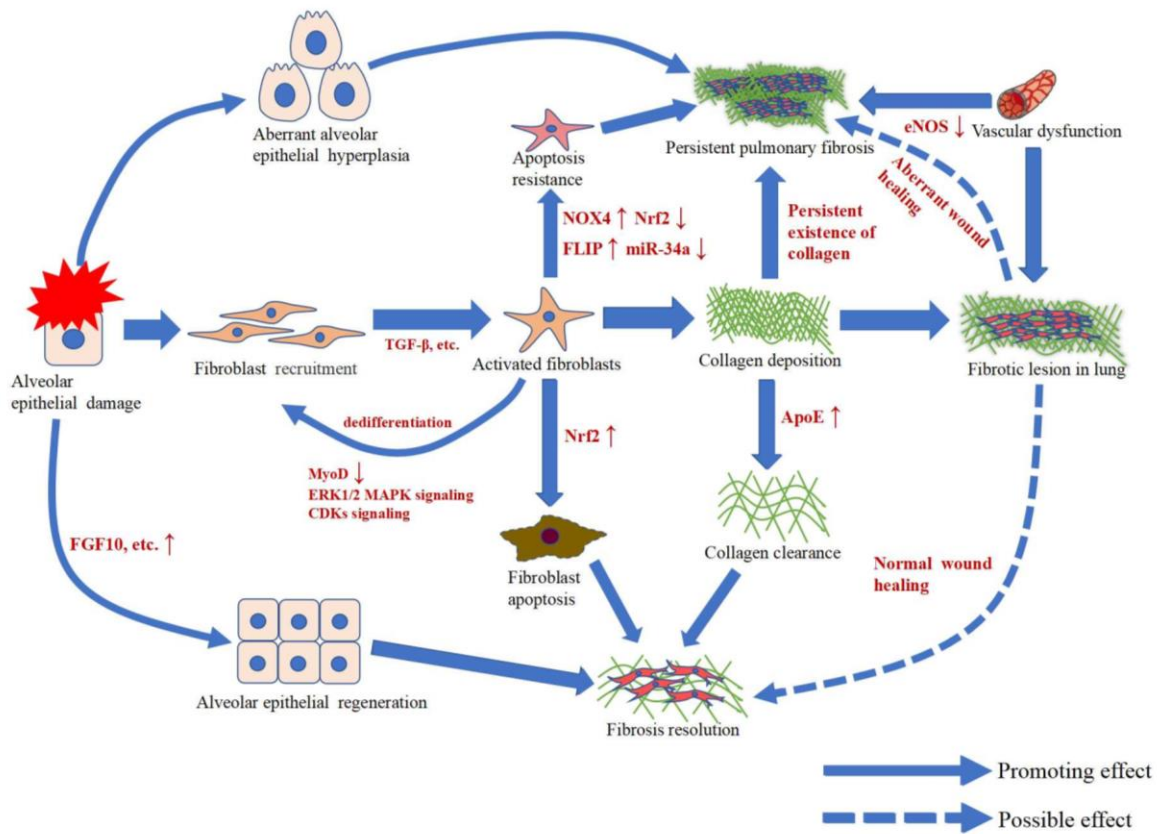 Aberrant alveolar
epithelial hyperplasia
Apoptosis
resistance
Persistent pulmonary fibrosis
eNOS ↓
Vascular dysfunction
Aberrant wound
healing
NOX4 ↑ Nrf2 ↓
FLIP ↑ miR-34a ↓
Persistent
existence of
collagen
Alveolar
epithelial damage
Fibroblast recruitment
TGF-β, etc.
Activated fibroblasts
Collagen deposition
Fibrotic lesion in lung
dedifferentiation
MyoD ↓
ERK1/2 MAPK signaling
CDKs signaling
Nrf2 ↑
ApoE ↑
FGF10, etc. ↑
Fibroblast
apoptosis
Collagen clearance
Normal wound
healing
Alveolar epithelial regeneration
Fibrosis resolution
Promoting effect
Possible effect